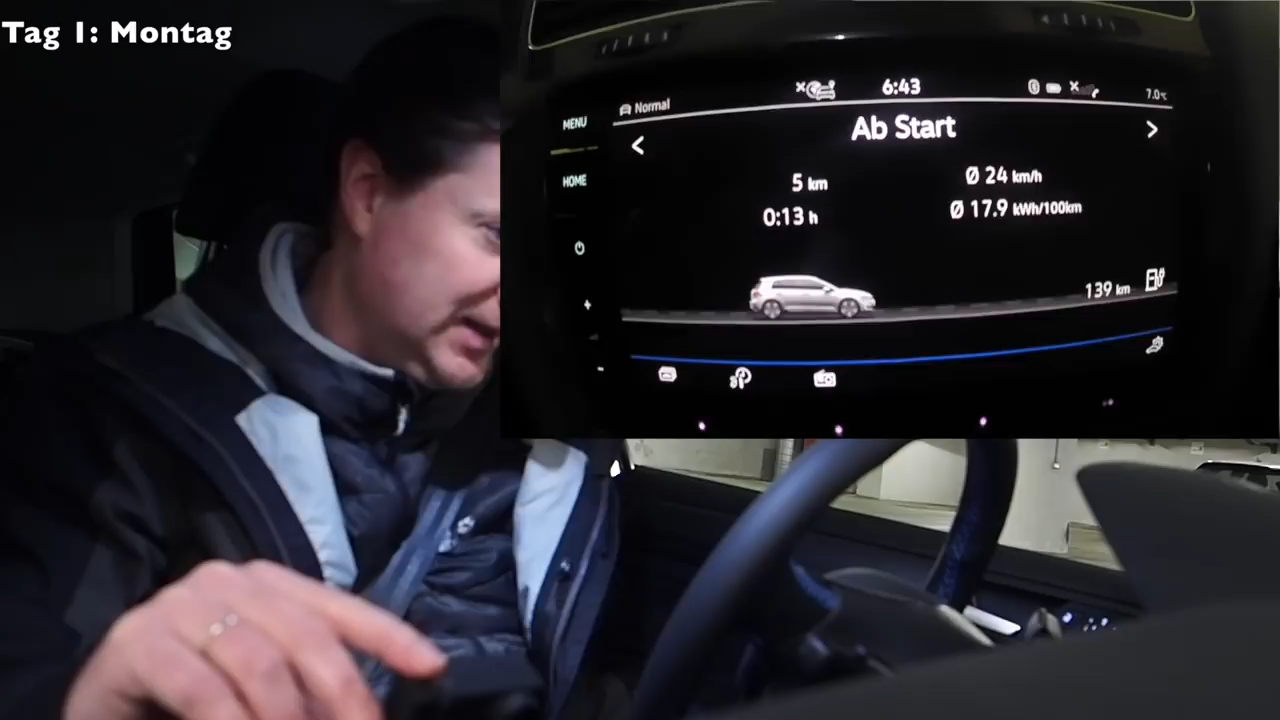 Tag 1: Montag
Normal
6:43
7.0°C
MENU
Ab Start
HOME
5 km
Ø 24 km/h
0:13 h
Ø 17.9 kWh/100km
139 km